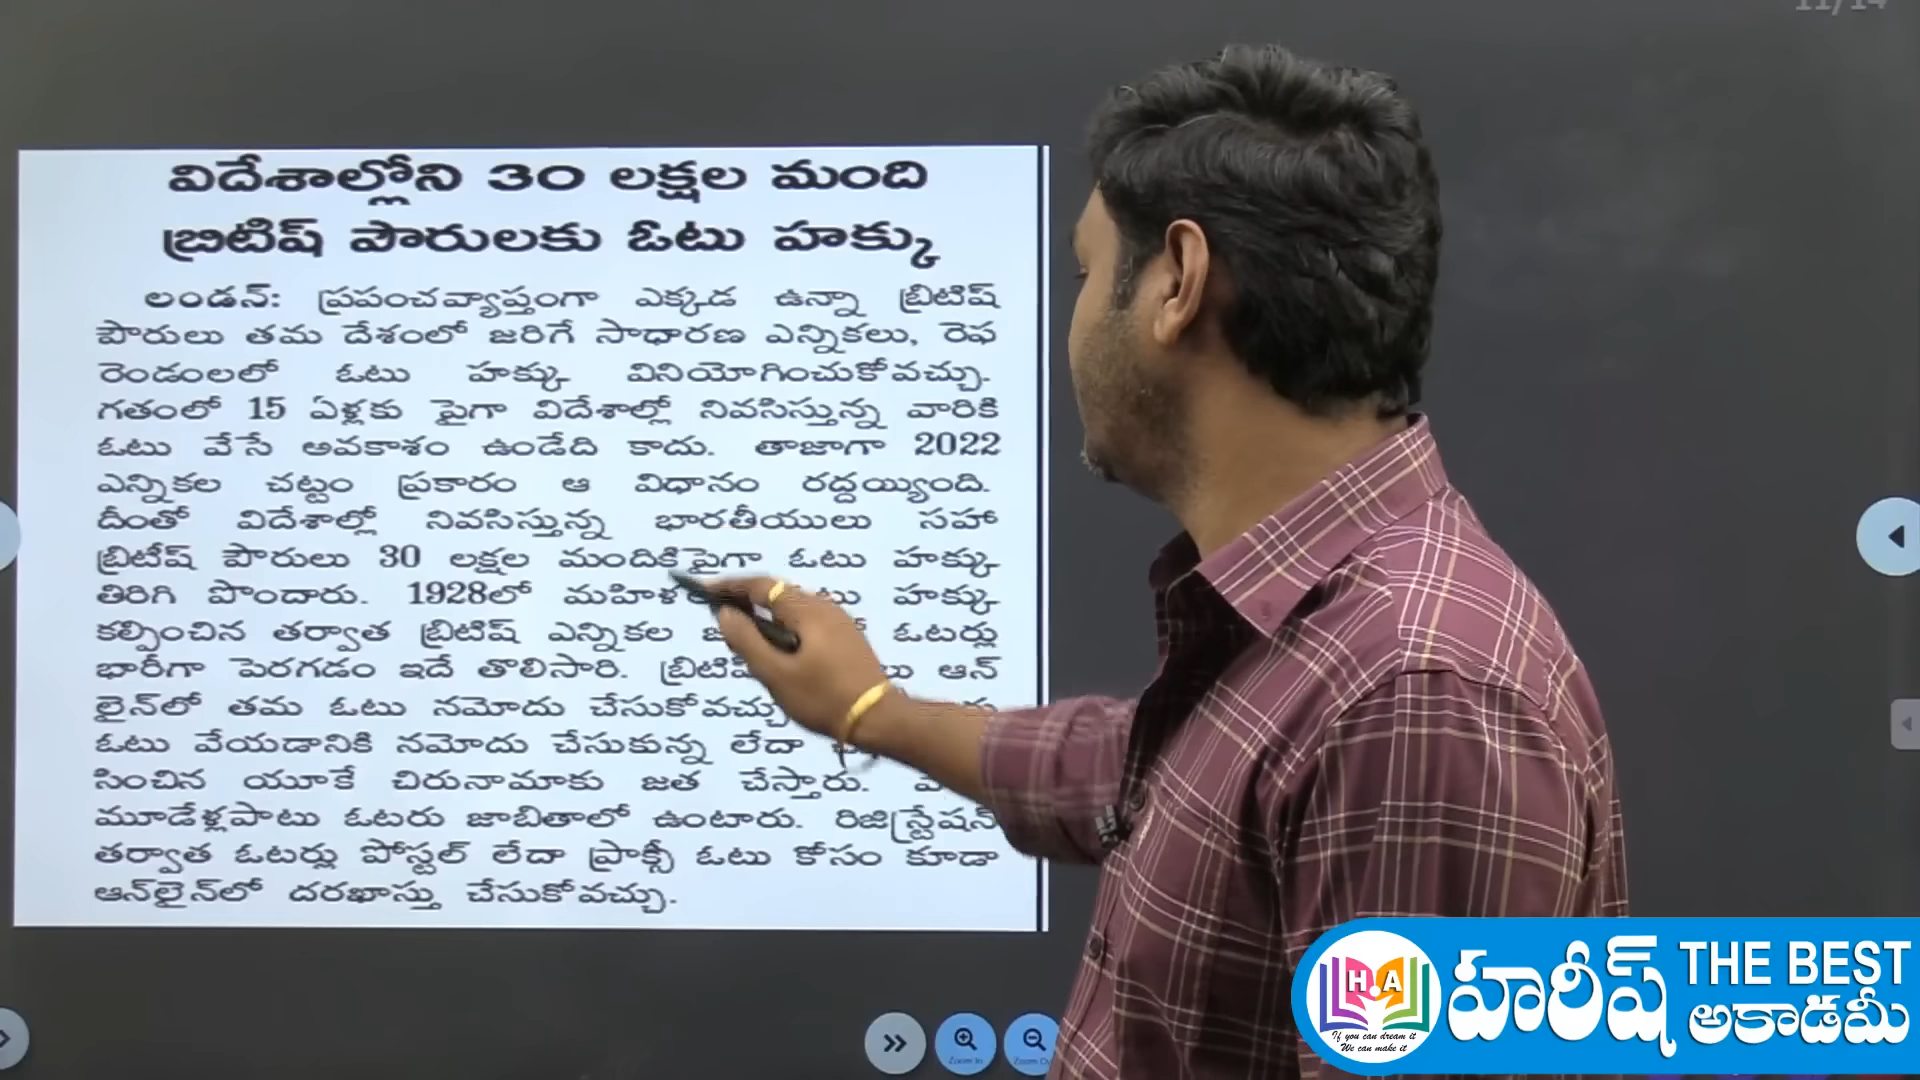 11/14
విదేశాల్లోని 30 లక్షల మంది
బ్రిటిష్ పౌరులకు ఓటు హక్కు
లండన్: ప్రపంచవ్యాప్తంగా ఎక్కడ ఉన్నా బ్రిటిష్
పౌరులు తమ దేశంలో జరిగే సాధారణ ఎన్నికలు, రెఫ
రెండంలలో ఓటు హక్కు వినియోగించుకోవచ్చు.
గతంలో 15 ఏళ్లకు పైగా విదేశాల్లో నివసిస్తున్న వారికి
ఓటు వేసే అవకాశం ఉండేది కాదు. తాజాగా 2022
ఎన్నికల చట్టం ప్రకారం ఆ విధానం రద్దయ్యింది.
దీంతో విదేశాల్లో నివసిస్తున్న భారతీయులు సహా
బ్రిటీష్ పౌరులు 30 లక్షల మందికిపైగా ఓటు హక్కు
తిరిగి పొందారు. 1928లో హక్కు
కల్పించిన తర్వాత బ్రిటిష్ ఎన్నికల ఓటర్లు
భారీగా పెరగడం ఇదే తొలిసారి. ఆన్
లైన్‌లో తమ ఓటు నమోదు చేసుకోవచ్చు
ఓటు వేయడానికి నమోదు చేసుకున్న లేదా
సించిన యూకే చిరునామాకు జత చేస్తారు.
మూడేళ్లపాటు ఓటరు జాబితాలో ఉంటారు. రిజిస్ట్రేషన్
తర్వాత ఓటర్లు పోస్టల్ లేదా ప్రాక్సీ ఓటు కోసం కూడా
ఆన్‌లైన్‌లో దరఖాస్తు చేసుకోవచ్చు.
Zoom In
H.A
If you can dream it
We can make it
హరీష్ THE BEST
అకాడమీ